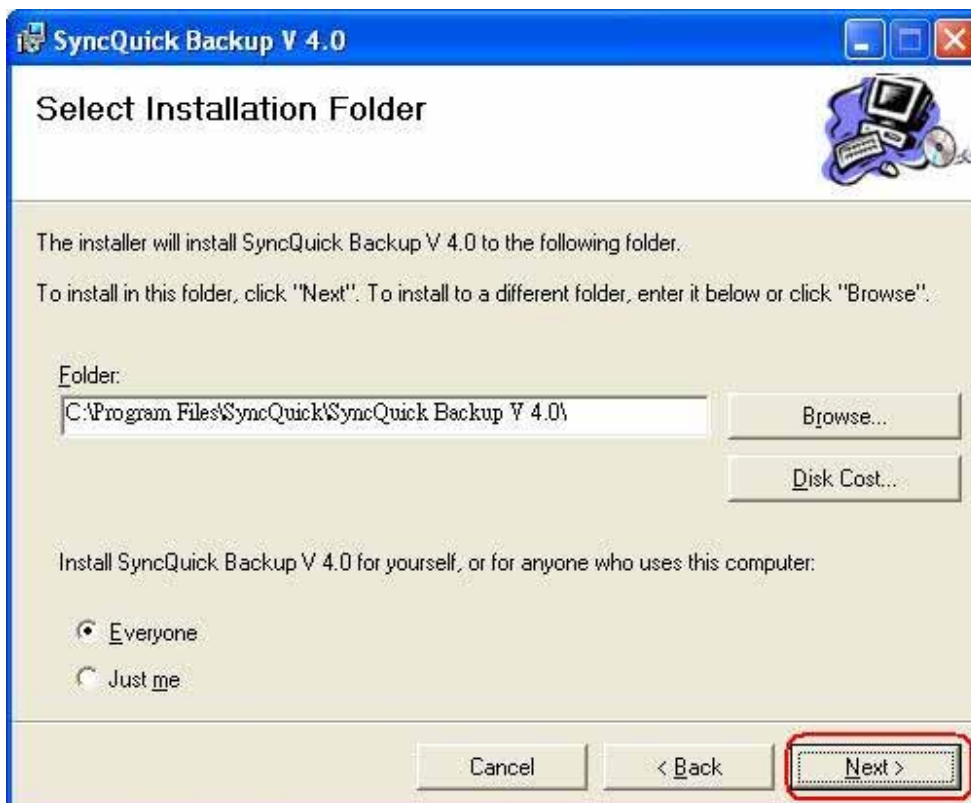 SyncQuick Backup V 4.0
Select Installation Folder
The installer will install SyncQuick Backup V 4.0 to the following folder.
To install in this folder, click "Next". To install to a different folder, enter it below or click "Browse".
Folder:
C:\Program Files\SyncQuick\SyncQuick Backup V 4.0\
Browse...
Disk Cost...
Install SyncQuick Backup V 4.0 for yourself, or for anyone who uses this computer:
Everyone
Just me
Cancel
< Back
Next >